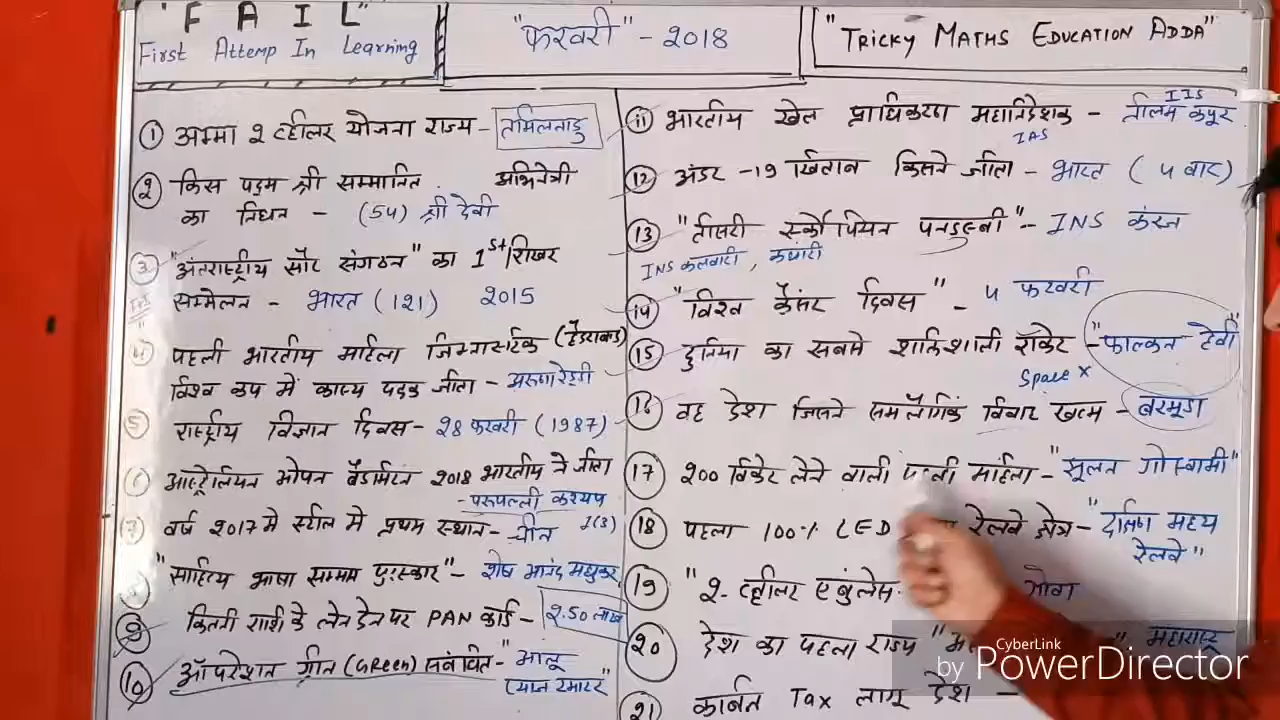 "F A I L"
First Attemp In Learning
"फरवरी" - 2018
"TRICKY MATHS EDUCATION ADDA"
① अम्मा 2 व्हीलर योजना राज्य - तमिलनाडु
② किस पद्म श्री सम्मानित अभिनेत्री
का निधन - (54) श्री देवी
③ "अंतराष्ट्रीय सौर संगठन" का 1st शिखर
सम्मेलन - भारत (121) 2015
④ पहली भारतीय महिला जिम्नास्टिक (हैदराबाद)
विश्व कप में कांस्य पदक जीता - अरुणा रेड्डी
⑤ राष्ट्रीय विज्ञान दिवस - 28 फरवरी (1987)
6 आस्ट्रेलियन ओपन बैडमिंटन 2018 भारतीय ने जीता
- परुपल्ली कश्यप
7 वर्ष 2017 में स्टील में प्रथम स्थान - चीन I(3)
"साहित्य भाषा सम्मान पुरस्कार" - शेष आनंद मधुकर
9 कितनी राशि के लेन देन पर PAN कार्ड - 2.50 लाख
10 ऑपरेशन ग्रीन (Green) संबंधित - "आलू
प्याज टमाटर"
11 भारतीय खेल प्राधिकरण महानिदेशक - नीलम कपूर
IIS
IAS
12 अंडर -19 खिताब किसने जीता - भारत (4 बार)
13 "तीसरी स्कॉर्पियन पनडुब्बी" - INS करंज
INS कलवारी, कंधारी
14 "विश्व कैंसर दिवस" - 4 फरवरी
15 दुनिया का सबसे शक्तिशाली रॉकेट - "फाल्कन हेवी"
Space X
16 वह देश जिसने समलैंगिक विवाह खत्म - बरमूडा
17 200 विकेट लेने वाली पहली महिला - "झूलन गोस्वामी"
18 पहला 100% LED रेलवे क्षेत्र - "दक्षिण मध्य
रेलवे"
19 "2- व्हीलर एंबुलेंस गोवा
20 देश का पहला राज्य " " महाराष्ट्र
21 कार्बन Tax लागू देश -
CyberLink
by PowerDirector